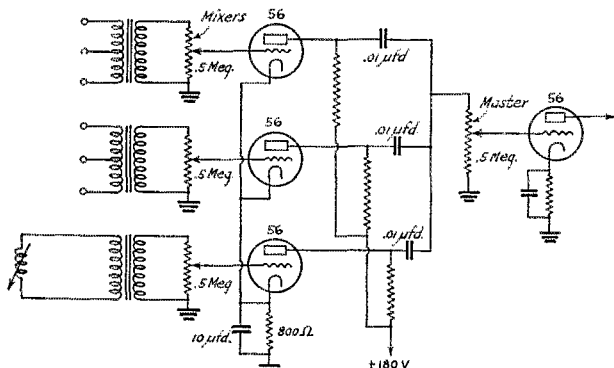 Mixers
56
.5 Meg.
.01 µfd
56
.5 Meg.
.01 µfd.
Master
56
.5 Meg.
56
.5 Meg.
.01 µfd.
10 µfd.
800Ω
+180V